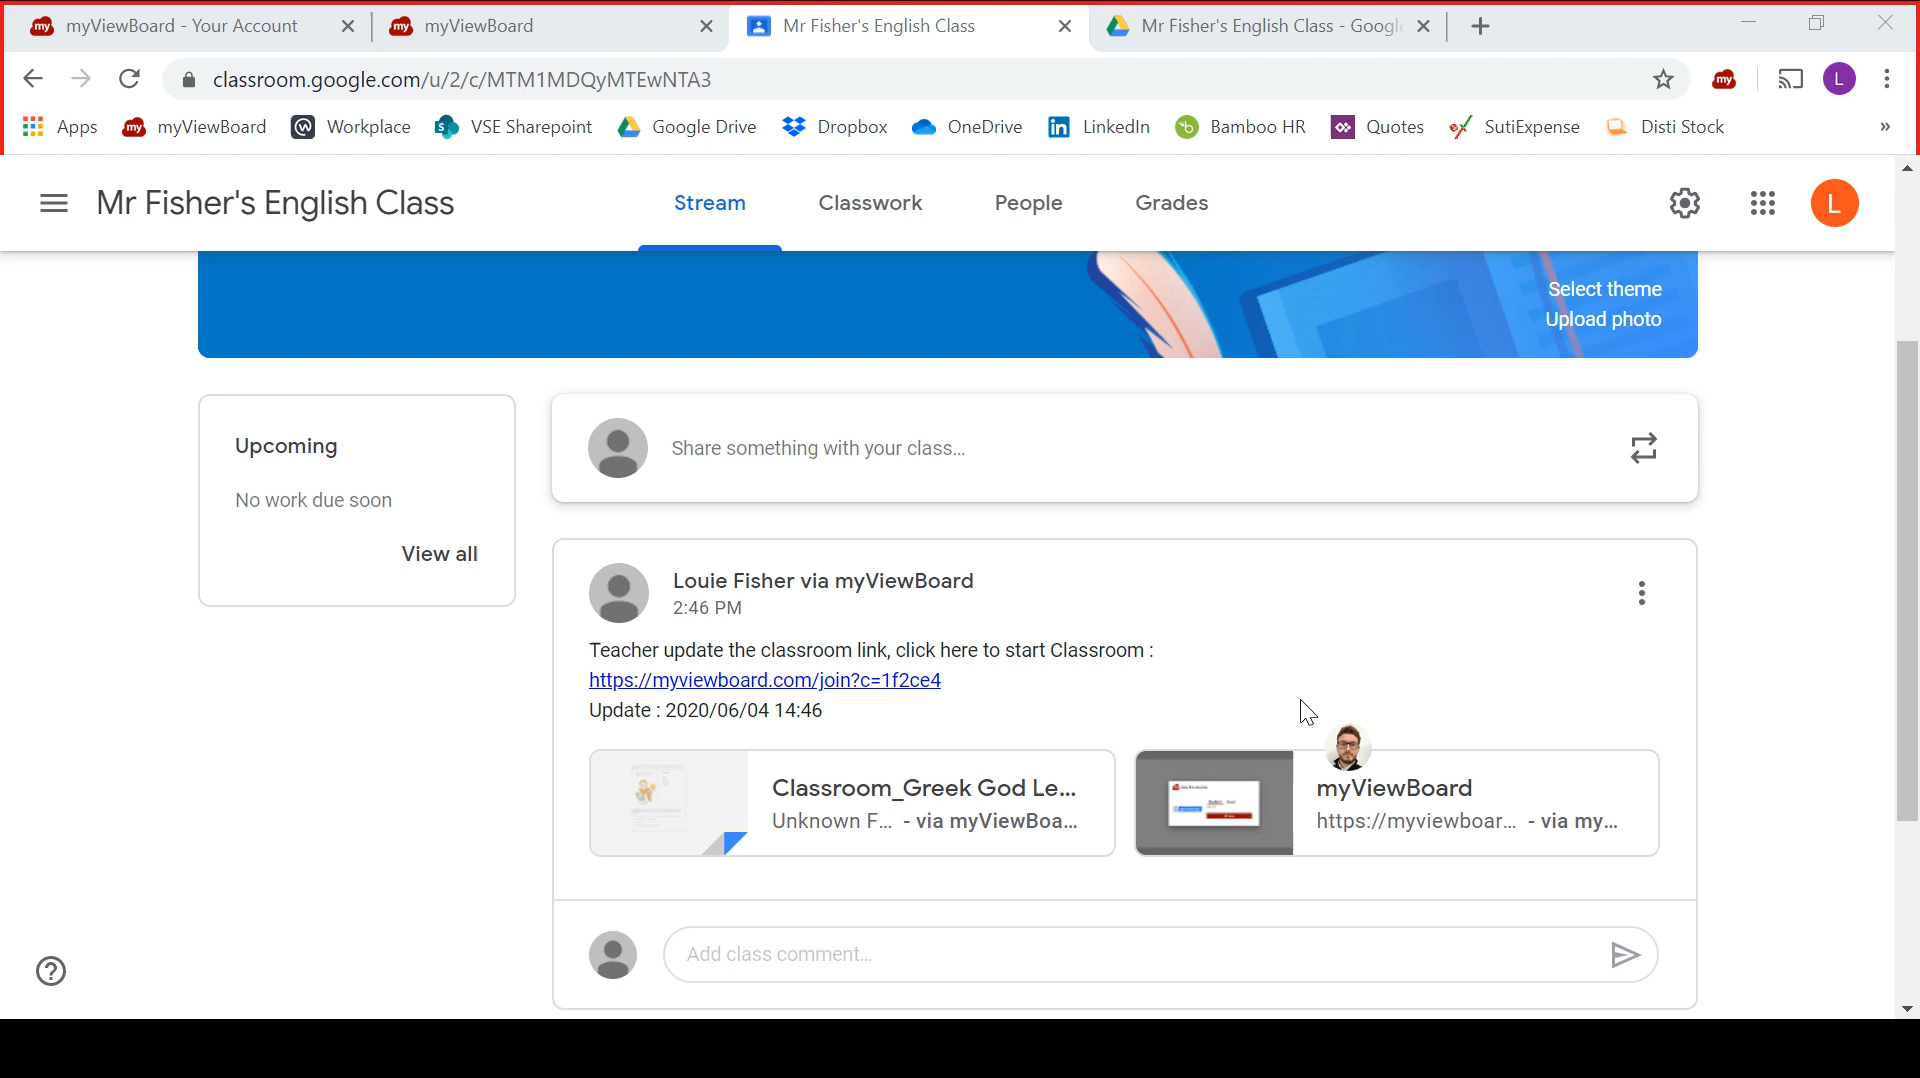 myViewBoard - Your Account
myViewBoard
Mr Fisher's English Class
Mr Fisher's English Class - Google
classroom.google.com/u/2/c/MTM1MDQyMTEwNTA3
my
L
Apps
my
myViewBoard
Workplace
VSE Sharepoint
Google Drive
Dropbox
OneDrive
LinkedIn
Bamboo HR
Quotes
SutiExpense
Disti Stock
»
Mr Fisher's English Class
Stream
Classwork
People
Grades
L
Select theme
Upload photo
Upcoming
No work due soon
View all
Share something with your class...
Louie Fisher via myViewBoard
2:46 PM
Teacher update the classroom link, click here to start Classroom :
https://myviewboard.com/join?c=1f2ce4
Update : 2020/06/04 14:46
Classroom_Greek God Le...
Unknown F... - via myViewBoa...
myViewBoard
https://myviewboar... - via my...
Add class comment...